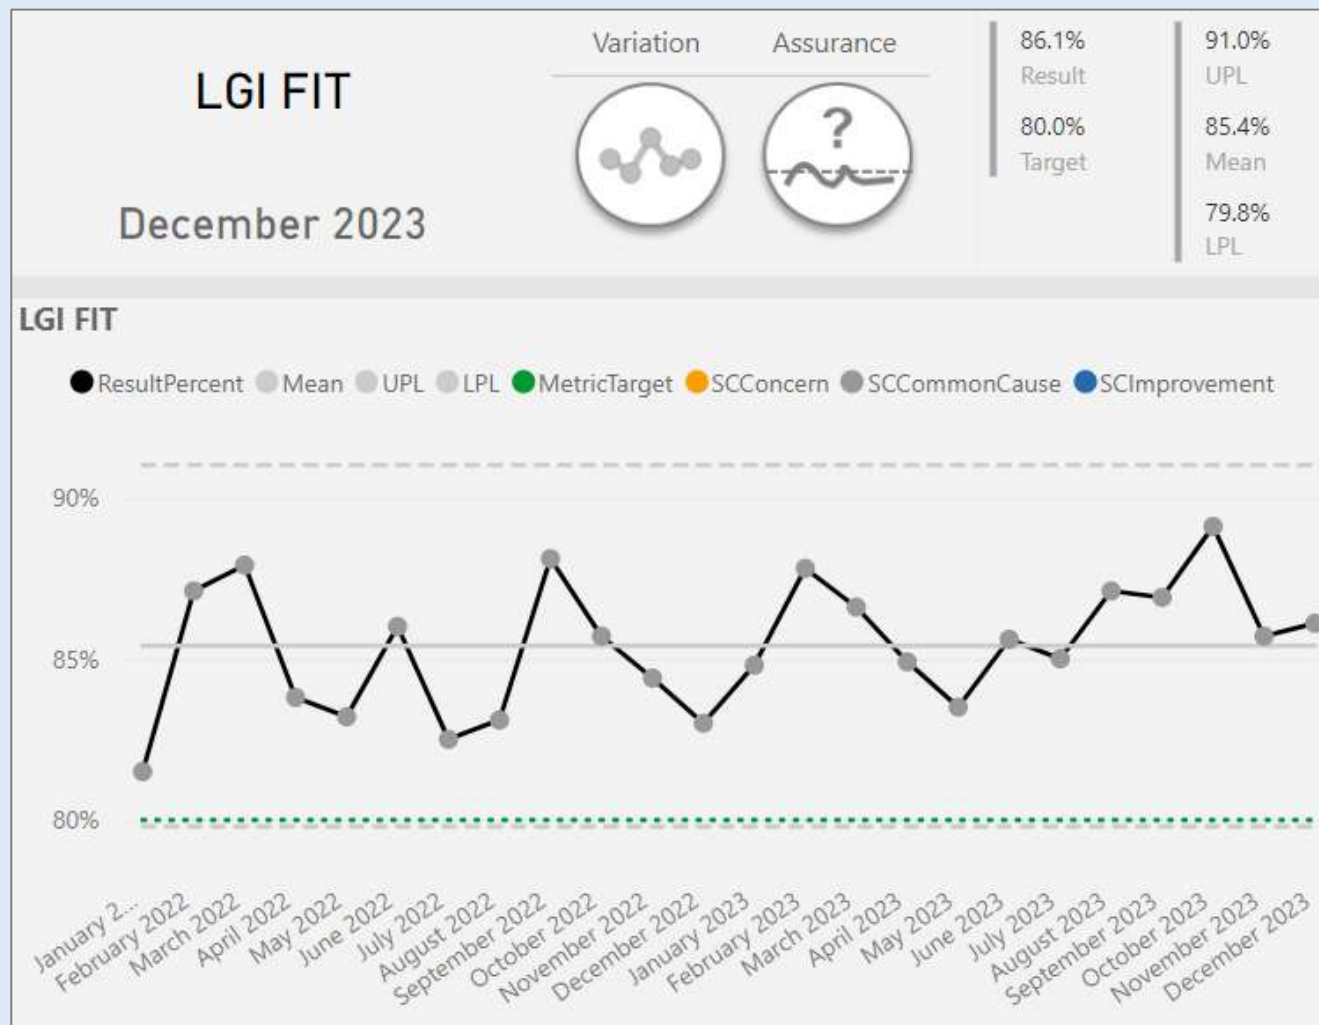 LGI FIT
December 2023
Variation
Assurance
?
86.1%
Result
80.0%
Target
91.0%
UPL
85.4%
Mean
79.8%
LPL
LGI FIT
ResultPercent Mean UPL LPL MetricTarget SCConcern SCCommonCause SCImprovement
90%
85%
80%
January 2...
February 2022
March 2022
April 2022
May 2022
June 2022
July 2022
August 2022
September 2022
October 2022
November 2022
December 2022
January 2023
February 2023
March 2023
April 2023
May 2023
June 2023
July 2023
August 2023
September 2023
October 2023
November 2023
December 2023